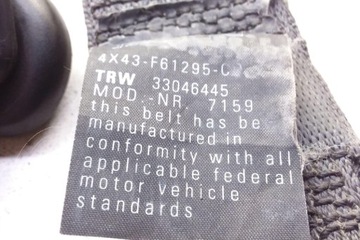 4X43-F61295-C
TRW 33046445
MOD.-NR. 7159
this belt has be
manufactured in
conformity with all
applicable federal
motor vehicle
standards